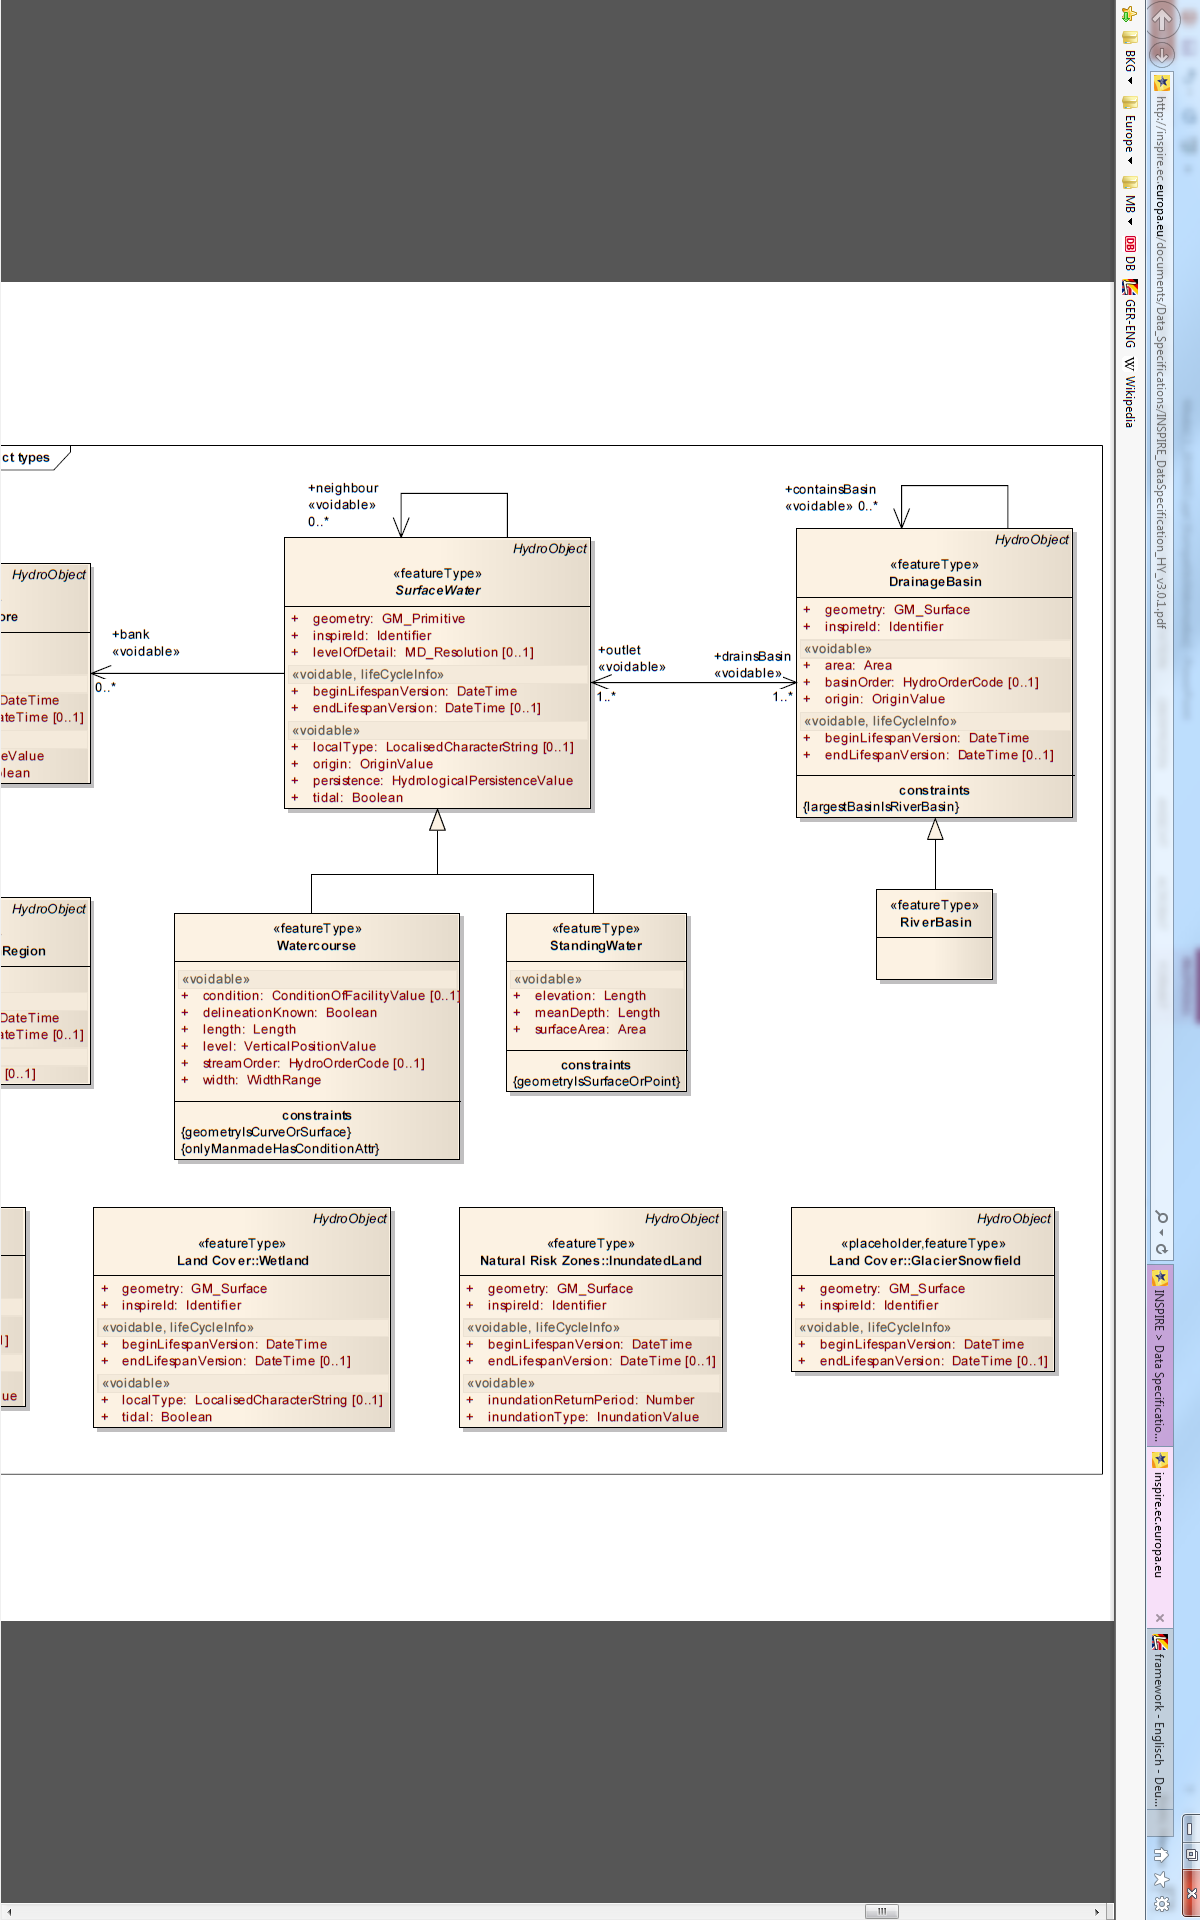 http://inspire.ec.europa.eu/documents/Data_Specifications/INSPIRE_DataSpecification_HY_v3.0.1.pdf
INSPIRE > Data Specificatio...
inspire.ec.europa.eu
framework - Englisch - Deu...
BKG
Europe
MB
DB DB
GER-ENG
W Wikipedia
ct types
+neighbour
«voidable»
0..*
+containsBasin
«voidable» 0..*
HydroObject
ore
DateTime
ateTime [0..1]
eValue
lean
+bank
«voidable»
0..*
HydroObject
«featureType»
SurfaceWater
+ geometry: GM_Primitive
+ inspireId: Identifier
+ levelOfDetail: MD_Resolution [0..1]
«voidable, lifeCycleInfo»
+ beginLifespanVersion: DateTime
+ endLifespanVersion: DateTime [0..1]
«voidable»
+ localType: LocalisedCharacterString [0..1]
+ origin: OriginValue
+ persistence: HydrologicalPersistenceValue
+ tidal: Boolean
+outlet
«voidable»
1..*
+drainsBasin
«voidable»
1..*
HydroObject
«featureType»
DrainageBasin
+ geometry: GM_Surface
+ inspireId: Identifier
«voidable»
+ area: Area
+ basinOrder: HydroOrderCode [0..1]
+ origin: OriginValue
«voidable, lifeCycleInfo»
+ beginLifespanVersion: DateTime
+ endLifespanVersion: DateTime [0..1]
constraints
{largestBasinIsRiverBasin}
HydroObject
Region
DateTime
ateTime [0..1]
[0..1]
«featureType»
Watercourse
«voidable»
+ condition: ConditionOfFacilityValue [0..1]
+ delineationKnown: Boolean
+ length: Length
+ level: VerticalPositionValue
+ streamOrder: HydroOrderCode [0..1]
+ width: WidthRange
constraints
{geometryIsCurveOrSurface}
{onlyManmadeHasConditionAttr}
«featureType»
StandingWater
«voidable»
+ elevation: Length
+ meanDepth: Length
+ surfaceArea: Area
constraints
{geometryIsSurfaceOrPoint}
«featureType»
RiverBasin
]
ue
HydroObject
«featureType»
Land Cover::Wetland
+ geometry: GM_Surface
+ inspireId: Identifier
«voidable, lifeCycleInfo»
+ beginLifespanVersion: DateTime
+ endLifespanVersion: DateTime [0..1]
«voidable»
+ localType: LocalisedCharacterString [0..1]
+ tidal: Boolean
HydroObject
«featureType»
Natural Risk Zones::InundatedLand
+ geometry: GM_Surface
+ inspireId: Identifier
«voidable, lifeCycleInfo»
+ beginLifespanVersion: DateTime
+ endLifespanVersion: DateTime [0..1]
«voidable»
+ inundationReturnPeriod: Number
+ inundationType: InundationValue
HydroObject
«placeholder,featureType»
Land Cover::GlacierSnowfield
+ geometry: GM_Surface
+ inspireId: Identifier
«voidable, lifeCycleInfo»
+ beginLifespanVersion: DateTime
+ endLifespanVersion: DateTime [0..1]